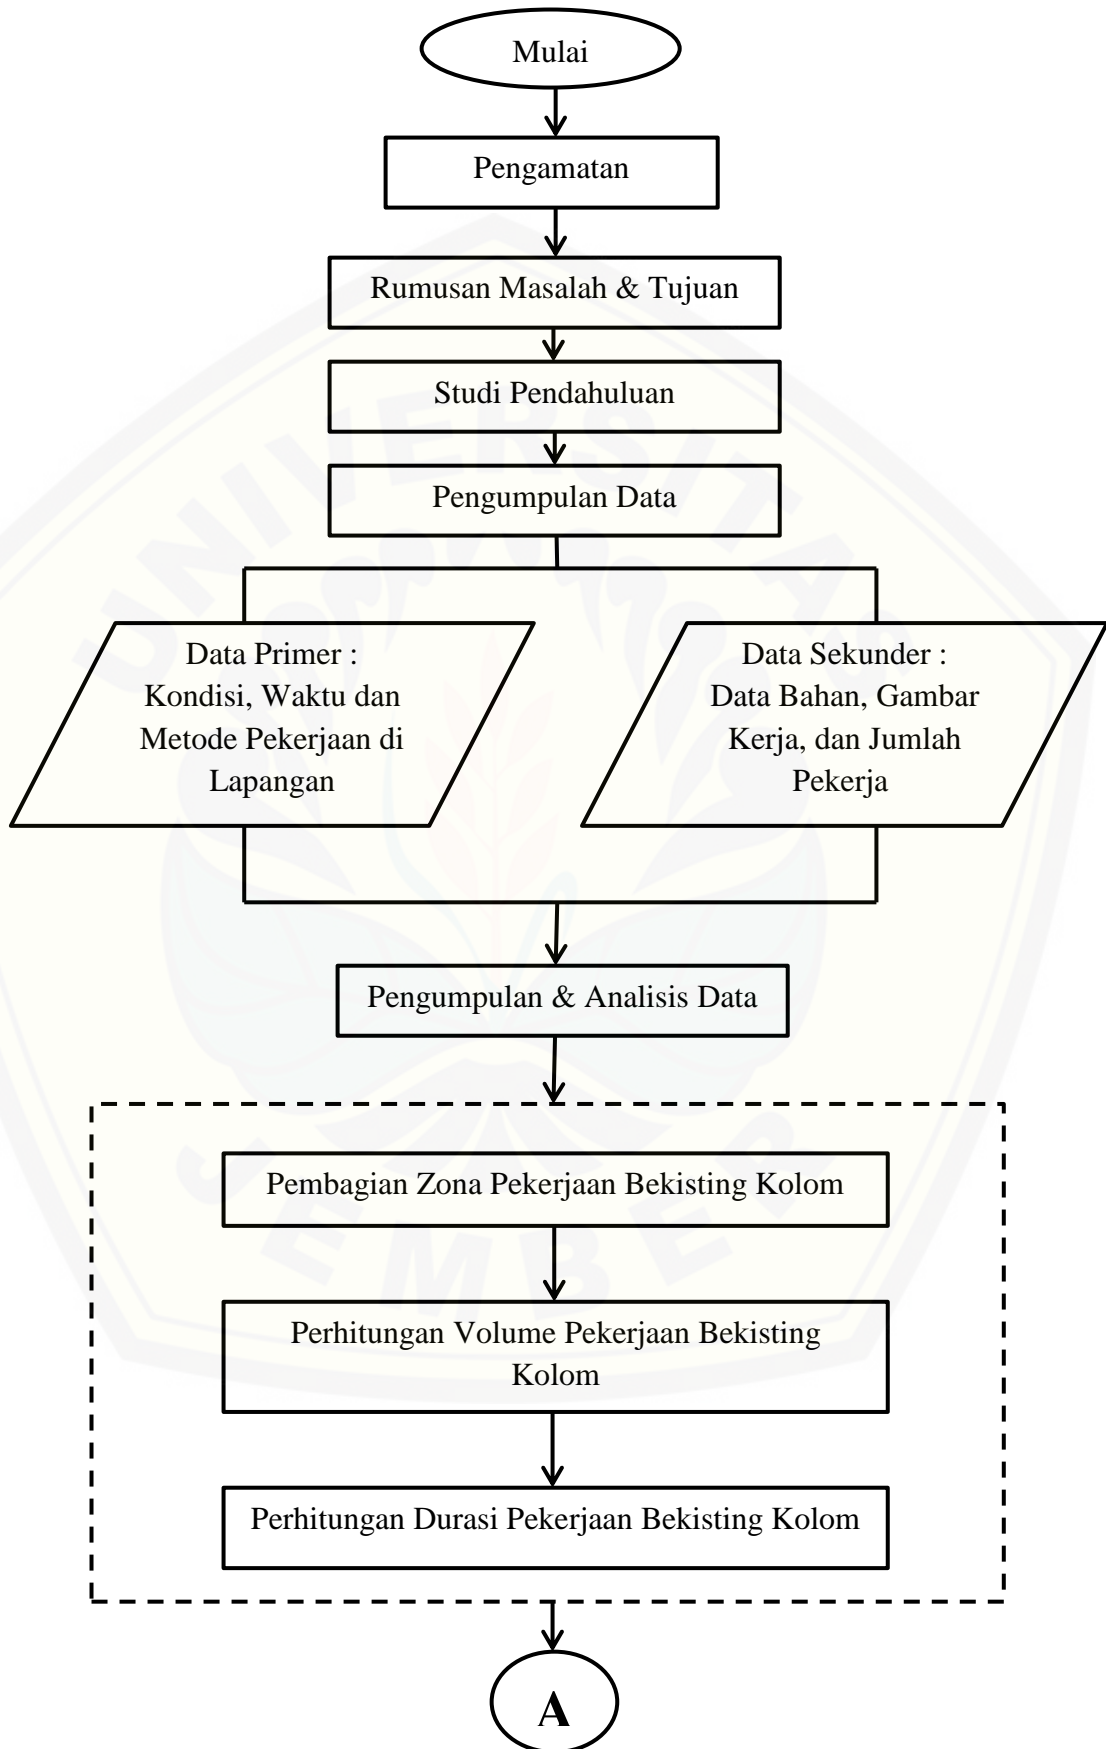 Mulai
Pengamatan
Rumusan Masalah & Tujuan
Studi Pendahuluan
Pengumpulan Data
Data Primer :
Kondisi, Waktu dan
Metode Pekerjaan di
Lapangan
Data Sekunder :
Data Bahan, Gambar
Kerja, dan Jumlah
Pekerja
Pengumpulan & Analisis Data
Pembagian Zona Pekerjaan Bekisting Kolom
Perhitungan Volume Pekerjaan Bekisting
Kolom
Perhitungan Durasi Pekerjaan Bekisting Kolom
A
UNIVERSITAS
JEMBER